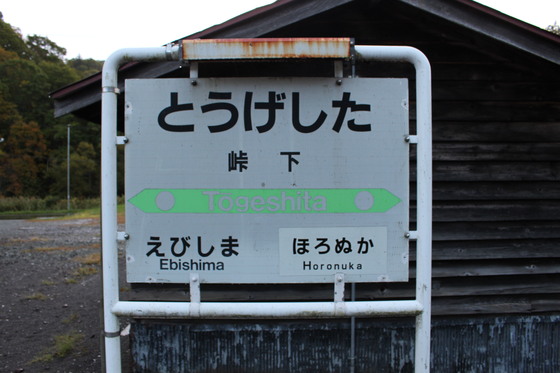 とうげした
峠下
Togeshita
えびしま ほろぬか
Ebishima Horonuka